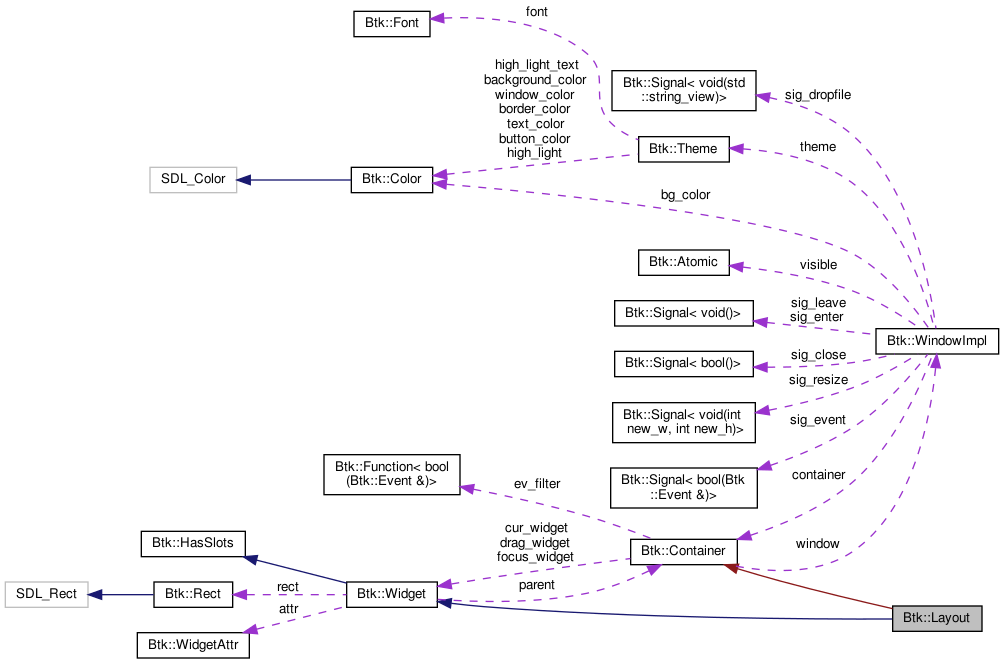 font
Btk::Font
high_light_text
background_color
window_color
border_color
text_color
button_color
high_light
Btk::Signal< void(std
::string_view)>
sig_dropfile
Btk::Theme
theme
SDL_Color
Btk::Color
bg_color
Btk::Atomic
visible
Btk::Signal< void()>
sig_leave
sig_enter
Btk::WindowImpl
Btk::Signal< bool()>
sig_close
sig_resize
Btk::Signal< void(int
new_w, int new_h)>
sig_event
Btk::Function< bool
(Btk::Event &)>
ev_filter
Btk::Signal< bool(Btk
::Event &)>
container
Btk::HasSlots
cur_widget
drag_widget
focus_widget
Btk::Container
window
SDL_Rect
Btk::Rect
rect
Btk::Widget
parent
attr
Btk::WidgetAttr
Btk::Layout